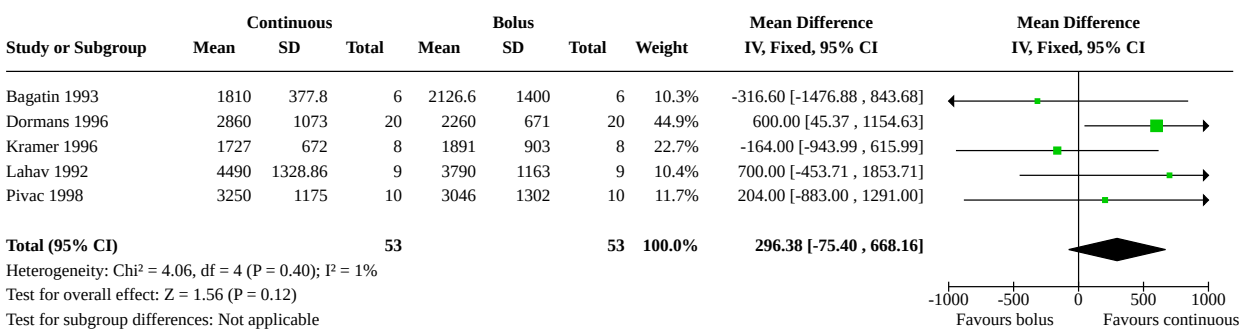 Continuous Bolus Mean Difference Mean Difference
Study or Subgroup Mean SD Total Mean SD Total Weight IV, Fixed, 95% CI IV, Fixed, 95% CI
Bagatin 1993 1810 377.8 6 2126.6 1400 6 10.3% -316.60 [-1476.88 , 843.68]
Dormans 1996 2860 1073 20 2260 671 20 44.9% 600.00 [45.37 , 1154.63]
Kramer 1996 1727 672 8 1891 903 8 22.7% -164.00 [-943.99 , 615.99]
Lahav 1992 4490 1328.86 9 3790 1163 9 10.4% 700.00 [-453.71 , 1853.71]
Pivac 1998 3250 1175 10 3046 1302 10 11.7% 204.00 [-883.00 , 1291.00]
Total (95% CI) 53 53 100.0% 296.38 [-75.40 , 668.16]
Heterogeneity: Chi² = 4.06, df = 4 (P = 0.40); I² = 1%
Test for overall effect: Z = 1.56 (P = 0.12)
Test for subgroup differences: Not applicable
-1000 -500 0 500 1000
Favours bolus Favours continuous